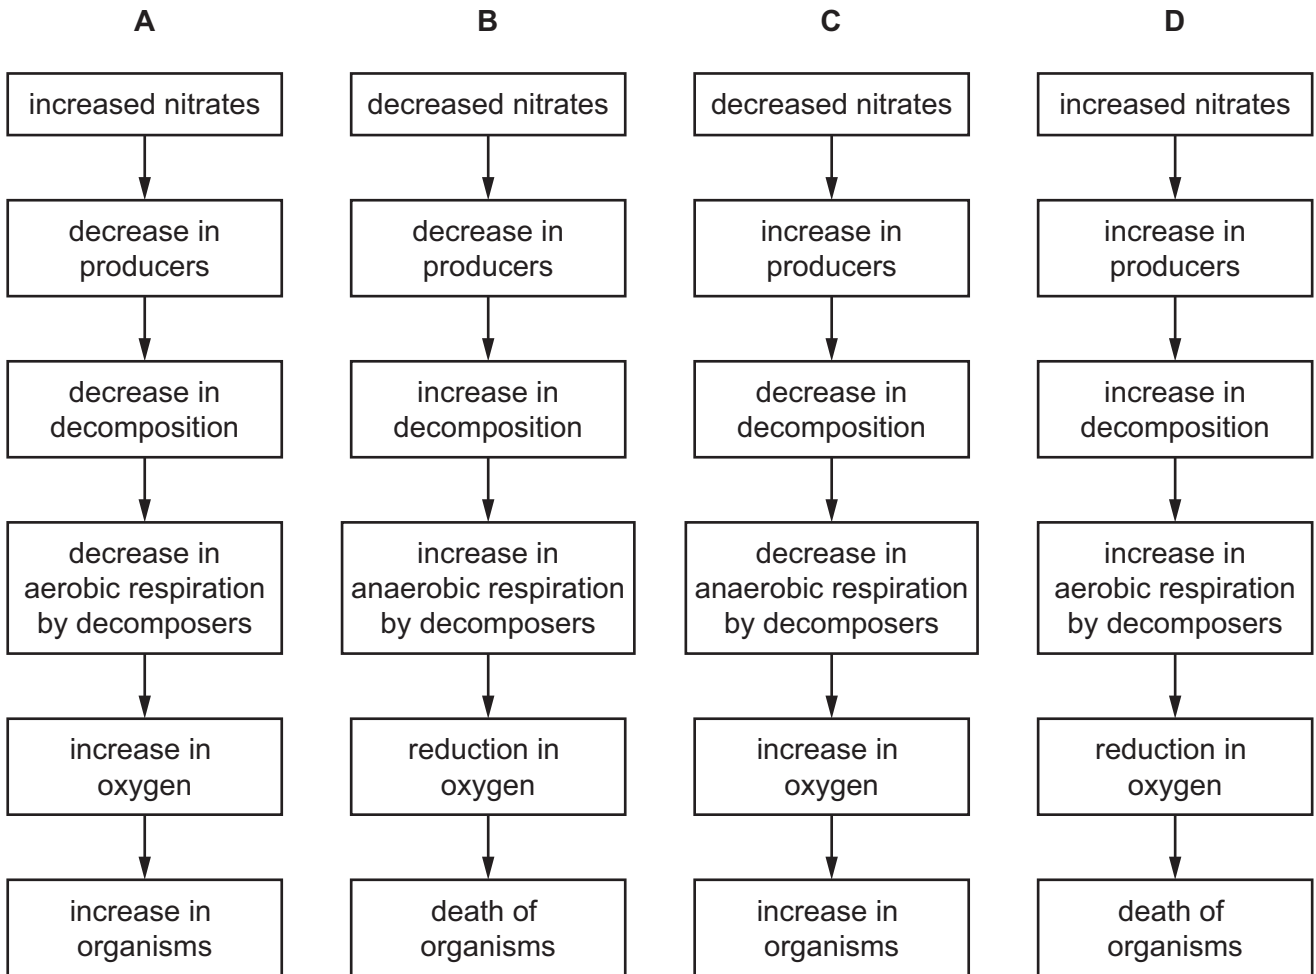 A
increased nitrates
decrease in
producers
decrease in
decomposition
decrease in
aerobic respiration
by decomposers
increase in
oxygen
increase in
organisms
B
decreased nitrates
decrease in
producers
increase in
decomposition
increase in
anaerobic respiration
by decomposers
reduction in
oxygen
death of
organisms
C
decreased nitrates
increase in
producers
decrease in
decomposition
decrease in
anaerobic respiration
by decomposers
increase in
oxygen
increase in
organisms
D
increased nitrates
increase in
producers
increase in
decomposition
increase in
aerobic respiration
by decomposers
reduction in
oxygen
death of
organisms